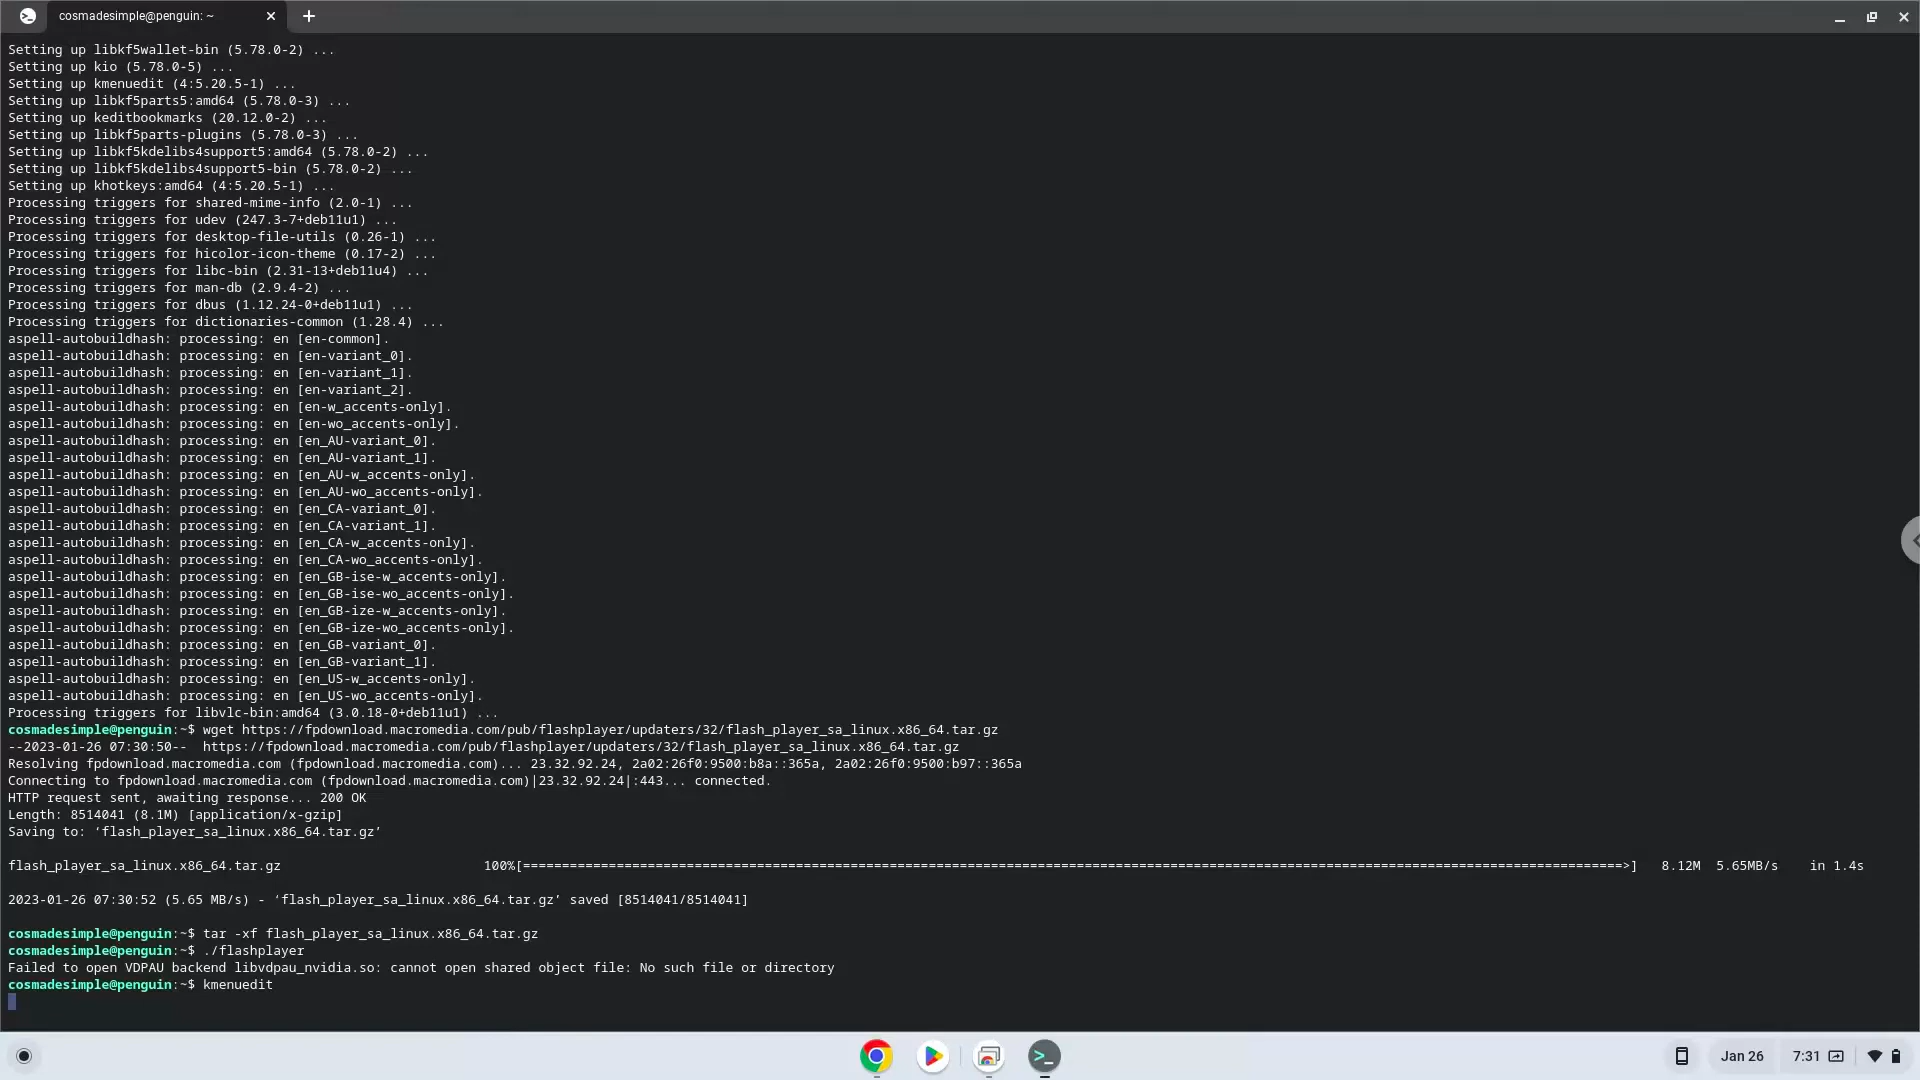 cosmadesimple@penguin: ~
Setting up libkf5wallet-bin (5.78.0-2) ...
Setting up kio (5.78.0-5) ...
Setting up kmenuedit (4:5.20.5-1) ...
Setting up libkf5parts5:amd64 (5.78.0-3) ...
Setting up keditbookmarks (20.12.0-2) ...
Setting up libkf5parts-plugins (5.78.0-3) ...
Setting up libkf5kdelibs4support5:amd64 (5.78.0-2) ...
Setting up libkf5kdelibs4support5-bin (5.78.0-2) ...
Setting up khotkeys:amd64 (4:5.20.5-1) ...
Processing triggers for shared-mime-info (2.0-1) ...
Processing triggers for udev (247.3-7+deb11u1) ...
Processing triggers for desktop-file-utils (0.26-1) ...
Processing triggers for hicolor-icon-theme (0.17-2) ...
Processing triggers for libc-bin (2.31-13+deb11u4) ...
Processing triggers for man-db (2.9.4-2) ...
Processing triggers for dbus (1.12.24-0+deb11u1) ...
Processing triggers for dictionaries-common (1.28.4) ...
aspell-autobuildhash: processing: en [en-common].
aspell-autobuildhash: processing: en [en-variant_0].
aspell-autobuildhash: processing: en [en-variant_1].
aspell-autobuildhash: processing: en [en-variant_2].
aspell-autobuildhash: processing: en [en-w_accents-only].
aspell-autobuildhash: processing: en [en-wo_accents-only].
aspell-autobuildhash: processing: en [en_AU-variant_0].
aspell-autobuildhash: processing: en [en_AU-variant_1].
aspell-autobuildhash: processing: en [en_AU-w_accents-only].
aspell-autobuildhash: processing: en [en_AU-wo_accents-only].
aspell-autobuildhash: processing: en [en_CA-variant_0].
aspell-autobuildhash: processing: en [en_CA-variant_1].
aspell-autobuildhash: processing: en [en_CA-w_accents-only].
aspell-autobuildhash: processing: en [en_CA-wo_accents-only].
aspell-autobuildhash: processing: en [en_GB-ise-w_accents-only].
aspell-autobuildhash: processing: en [en_GB-ise-wo_accents-only].
aspell-autobuildhash: processing: en [en_GB-ize-w_accents-only].
aspell-autobuildhash: processing: en [en_GB-ize-wo_accents-only].
aspell-autobuildhash: processing: en [en_GB-variant_0].
aspell-autobuildhash: processing: en [en_GB-variant_1].
aspell-autobuildhash: processing: en [en_US-w_accents-only].
aspell-autobuildhash: processing: en [en_US-wo_accents-only].
Processing triggers for libvlc-bin:amd64 (3.0.18-0+deb11u1) ...
cosmadesimple@penguin:~$ wget https://fpdownload.macromedia.com/pub/flashplayer/updaters/32/flash_player_sa_linux.x86_64.tar.gz
--2023-01-26 07:30:50--  https://fpdownload.macromedia.com/pub/flashplayer/updaters/32/flash_player_sa_linux.x86_64.tar.gz
Resolving fpdownload.macromedia.com (fpdownload.macromedia.com)... 23.32.92.24, 2a02:26f0:9500:b8a::365a, 2a02:26f0:9500:b97::365a
Connecting to fpdownload.macromedia.com (fpdownload.macromedia.com)|23.32.92.24|:443... connected.
HTTP request sent, awaiting response... 200 OK
Length: 8514041 (8.1M) [application/x-gzip]
Saving to: ‘flash_player_sa_linux.x86_64.tar.gz’
flash_player_sa_linux.x86_64.tar.gz 100%[=============================================================================================================================================>] 8.12M 5.65MB/s in 1.4s
2023-01-26 07:30:52 (5.65 MB/s) - ‘flash_player_sa_linux.x86_64.tar.gz’ saved [8514041/8514041]
cosmadesimple@penguin:~$ tar -xf flash_player_sa_linux.x86_64.tar.gz
cosmadesimple@penguin:~$ ./flashplayer
Failed to open VDPAU backend libvdpau_nvidia.so: cannot open shared object file: No such file or directory
cosmadesimple@penguin:~$ kmenuedit
Jan 26 7:31